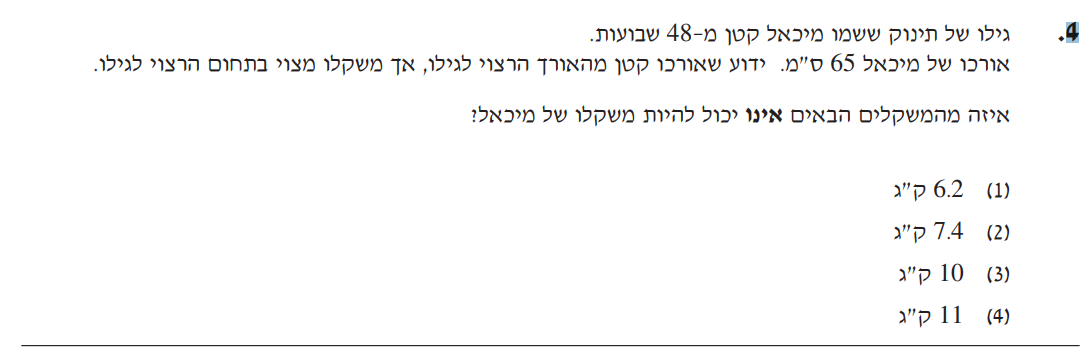 4. גילו של תינוק ששמו מיכאל קטן מ-48 שבועות.
אורכו של מיכאל 65 ס"מ. ידוע שאורכו קטן מהאורך הרצוי לגילו, אך משקלו מצוי בתחום הרצוי לגילו.
איזה מהמשקלים הבאים אינו יכול להיות משקלו של מיכאל?
(1) 6.2 ק"ג
(2) 7.4 ק"ג
(3) 10 ק"ג
(4) 11 ק"ג